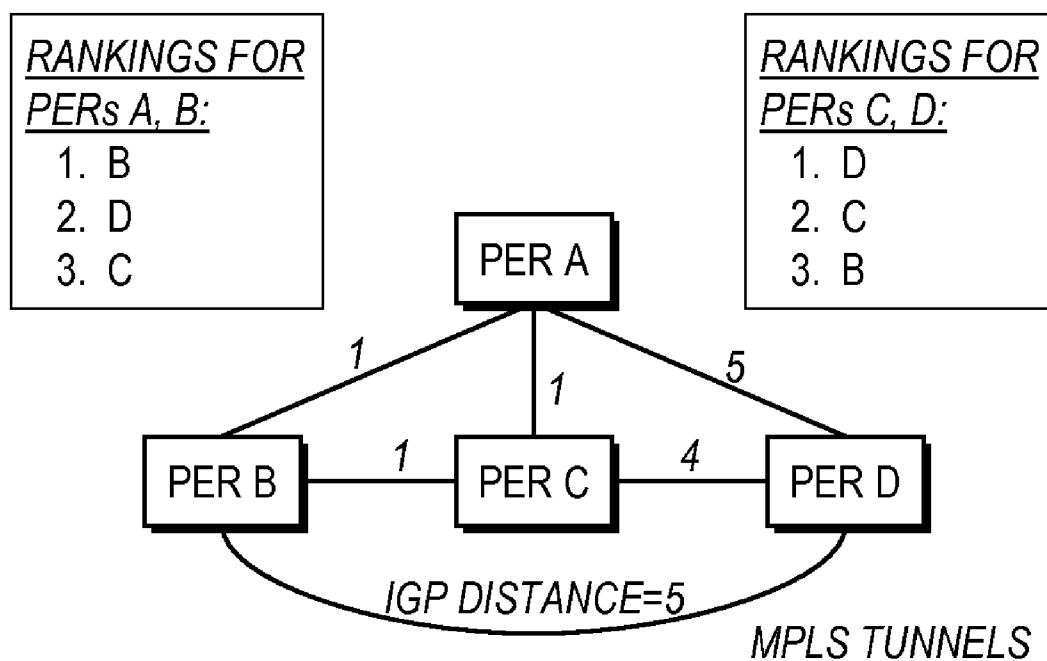 RANKINGS FOR
PERs A, B:
1. B
2. D
3. C
RANKINGS FOR
PERs C, D:
1. D
2. C
3. B
PER A
1
1
5
PER B
1
PER C
4
PER D
IGP DISTANCE=5
MPLS TUNNELS